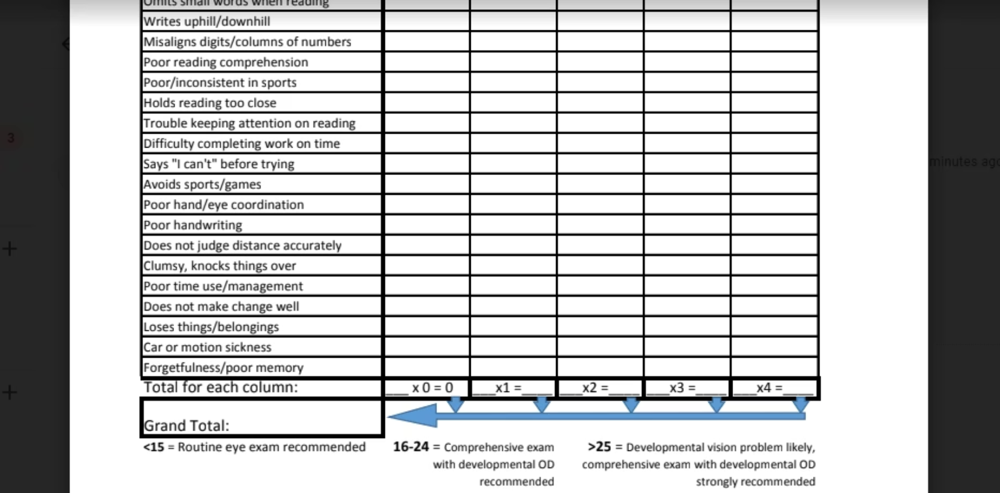 Omits small words when reading
Writes uphill/downhill
Misaligns digits/columns of numbers
Poor reading comprehension
Poor/inconsistent in sports
Holds reading too close
3
Trouble keeping attention on reading
Difficulty completing work on time
minutes ago
Says "I can't" before trying
Avoids sports/games
Poor hand/eye coordination
Poor handwriting
Does not judge distance accurately
Clumsy, knocks things over
Poor time use/management
Does not make change well
Loses things/belongings
Car or motion sickness
Forgetfulness/poor memory
Total for each column: ___ x 0 = 0 ___x1 =____ ___x2 =____ ___x3 =____ ___x4 =____
Grand Total:
<15 = Routine eye exam recommended
16-24 = Comprehensive exam
with developmental OD
recommended
>25 = Developmental vision problem likely,
comprehensive exam with developmental OD
strongly recommended